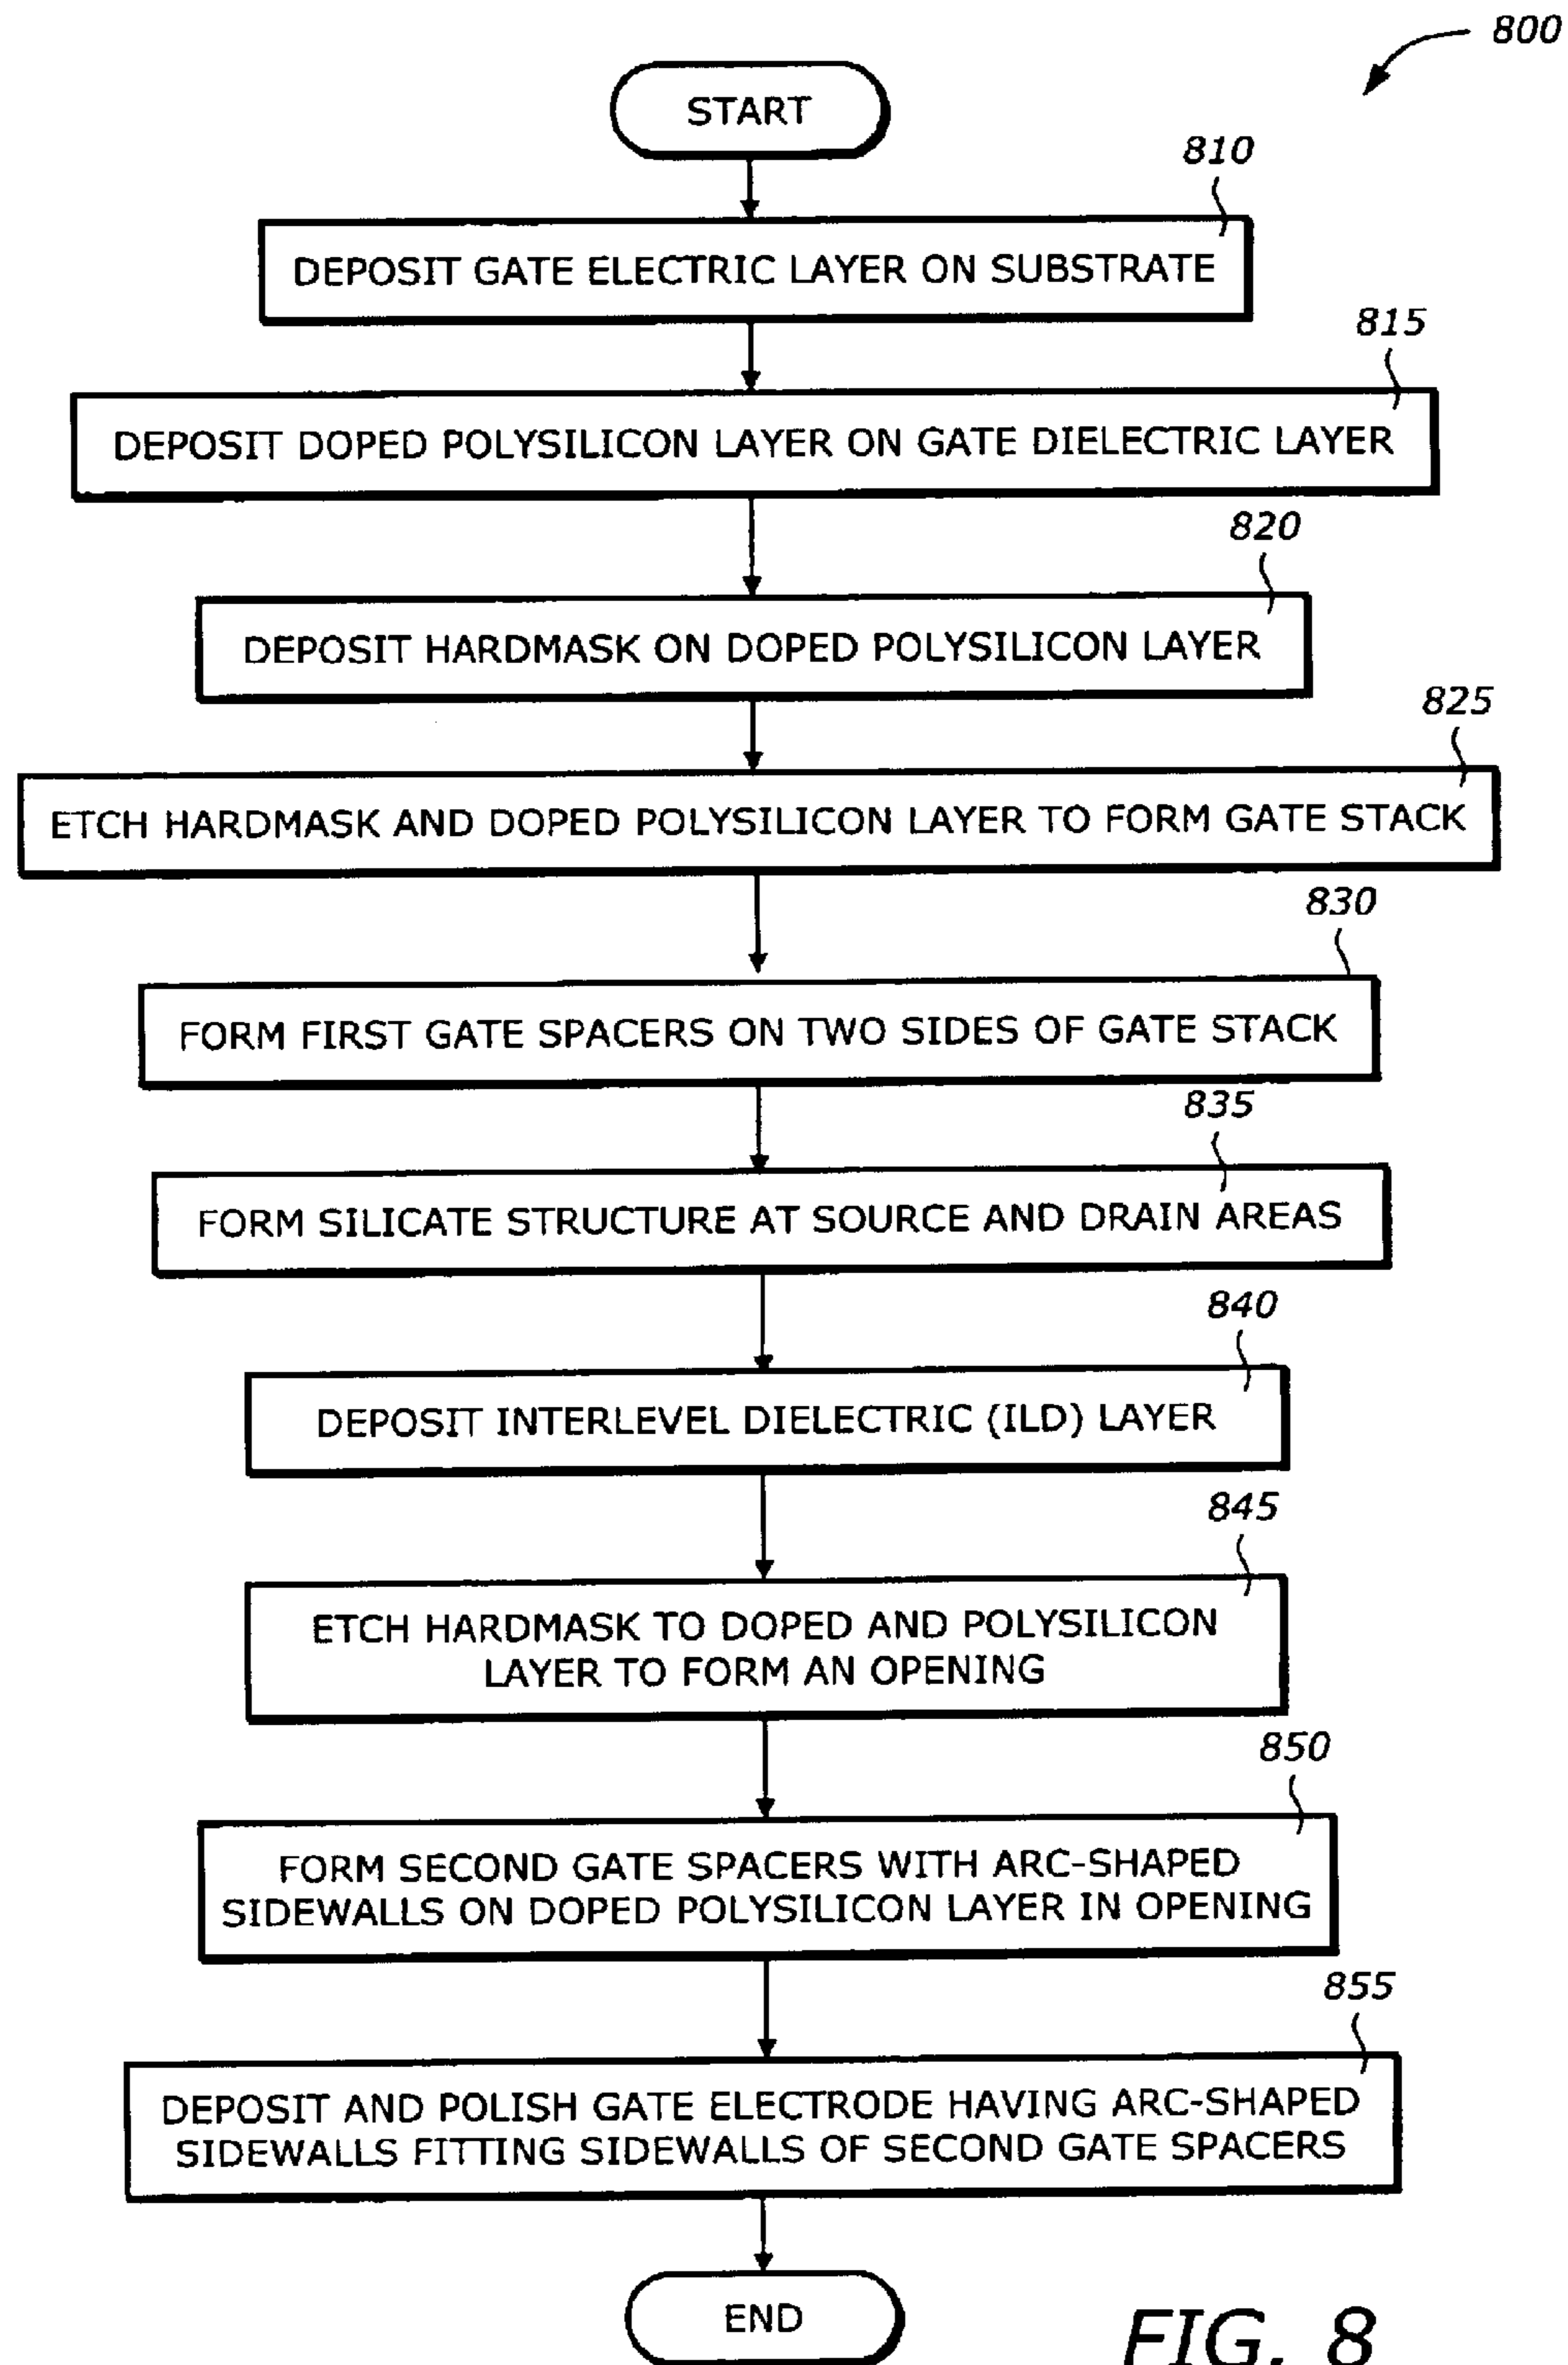 800
START
810
DEPOSIT GATE ELECTRIC LAYER ON SUBSTRATE
815
DEPOSIT DOPED POLYSILICON LAYER ON GATE DIELECTRIC LAYER
820
DEPOSIT HARDMASK ON DOPED POLYSILICON LAYER
825
ETCH HARDMASK AND DOPED POLYSILICON LAYER TO FORM GATE STACK
830
FORM FIRST GATE SPACERS ON TWO SIDES OF GATE STACK
835
FORM SILICATE STRUCTURE AT SOURCE AND DRAIN AREAS
840
DEPOSIT INTERLEVEL DIELECTRIC (ILD) LAYER
845
ETCH HARDMASK TO DOPED AND POLYSILICON
LAYER TO FORM AN OPENING
850
FORM SECOND GATE SPACERS WITH ARC-SHAPED
SIDEWALLS ON DOPED POLYSILICON LAYER IN OPENING
855
DEPOSIT AND POLISH GATE ELECTRODE HAVING ARC-SHAPED
SIDEWALLS FITTING SIDEWALLS OF SECOND GATE SPACERS
END
FIG. 8